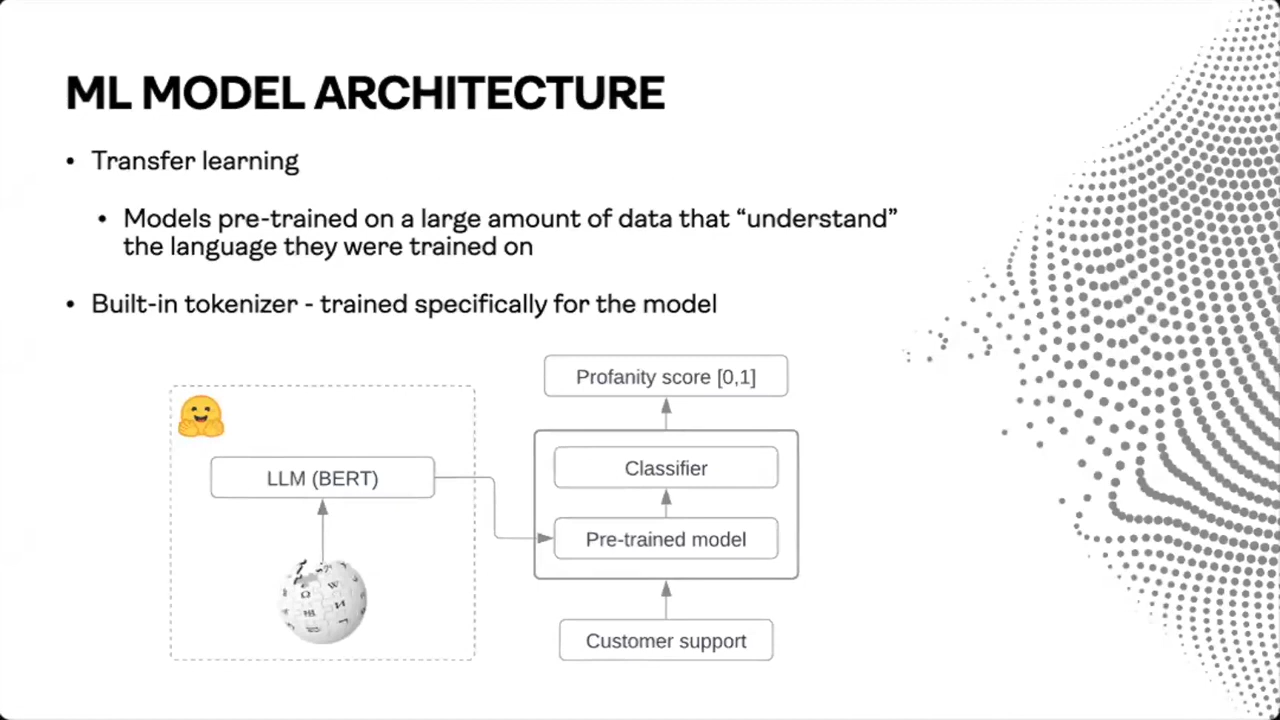 ML MODEL ARCHITECTURE
• Transfer learning
• Models pre-trained on a large amount of data that “understand”
the language they were trained on
• Built-in tokenizer - trained specifically for the model
Profanity score [0,1]
Classifier
LLM (BERT)
Pre-trained model
Customer support